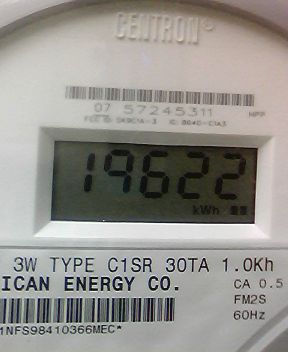 CENTRON®
07 57245311 MPP
19622
kWh
3W TYPE C1SR 30TA 1.0Kh
ICAN ENERGY CO. CA 0.5
FM2S
1NFS98410366MEC* 60Hz